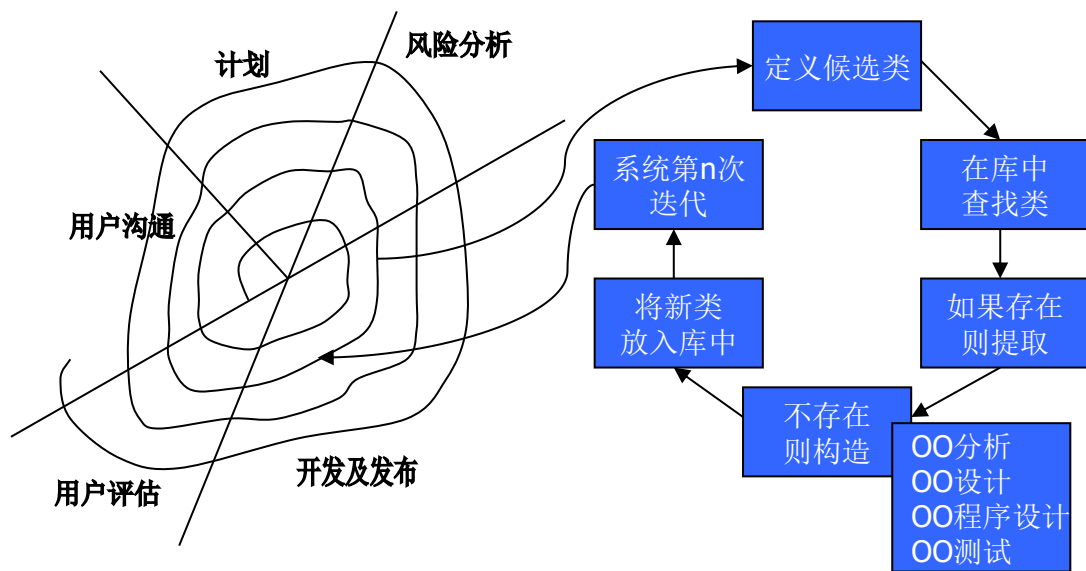 风险分析
计划
用户沟通
用户评估
开发及发布
定义候选类
在库中
查找类
如果存在
则提取
不存在
则构造
OO分析
OO设计
OO程序设计
OO测试
将新类
放入库中
系统第n次
迭代